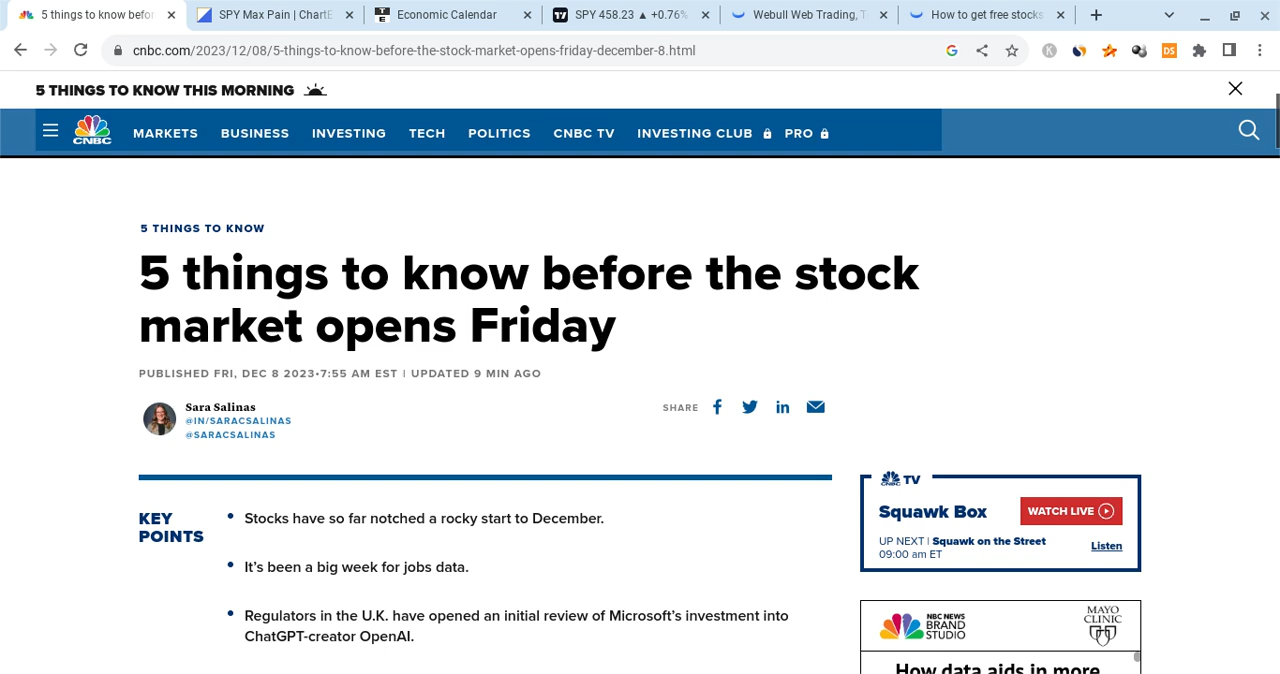 5 things to know befor
SPY Max Pain | Chart
Economic Calendar
SPY 458.23 ▲ +0.76%
Webull Web Trading, T
How to get free stocks
cnbc.com/2023/12/08/5-things-to-know-before-the-stock-market-opens-friday-december-8.html
DS
5 THINGS TO KNOW THIS MORNING
CNBC
MARKETS BUSINESS INVESTING TECH POLITICS CNBC TV INVESTING CLUB PRO
5 THINGS TO KNOW
5 things to know before the stock
market opens Friday
PUBLISHED FRI, DEC 8 2023•7:55 AM EST | UPDATED 9 MIN AGO
Sara Salinas
@IN/SARACSALINAS
@SARACSALINAS
SHARE
KEY
POINTS
• Stocks have so far notched a rocky start to December.
• It’s been a big week for jobs data.
• Regulators in the U.K. have opened an initial review of Microsoft’s investment into
ChatGPT-creator OpenAI.
CNBC TV
Squawk Box
WATCH LIVE
UP NEXT | Squawk on the Street
09:00 am ET
Listen
NBC NEWS
BRAND
STUDIO
MAYO
CLINIC
How data aids in more